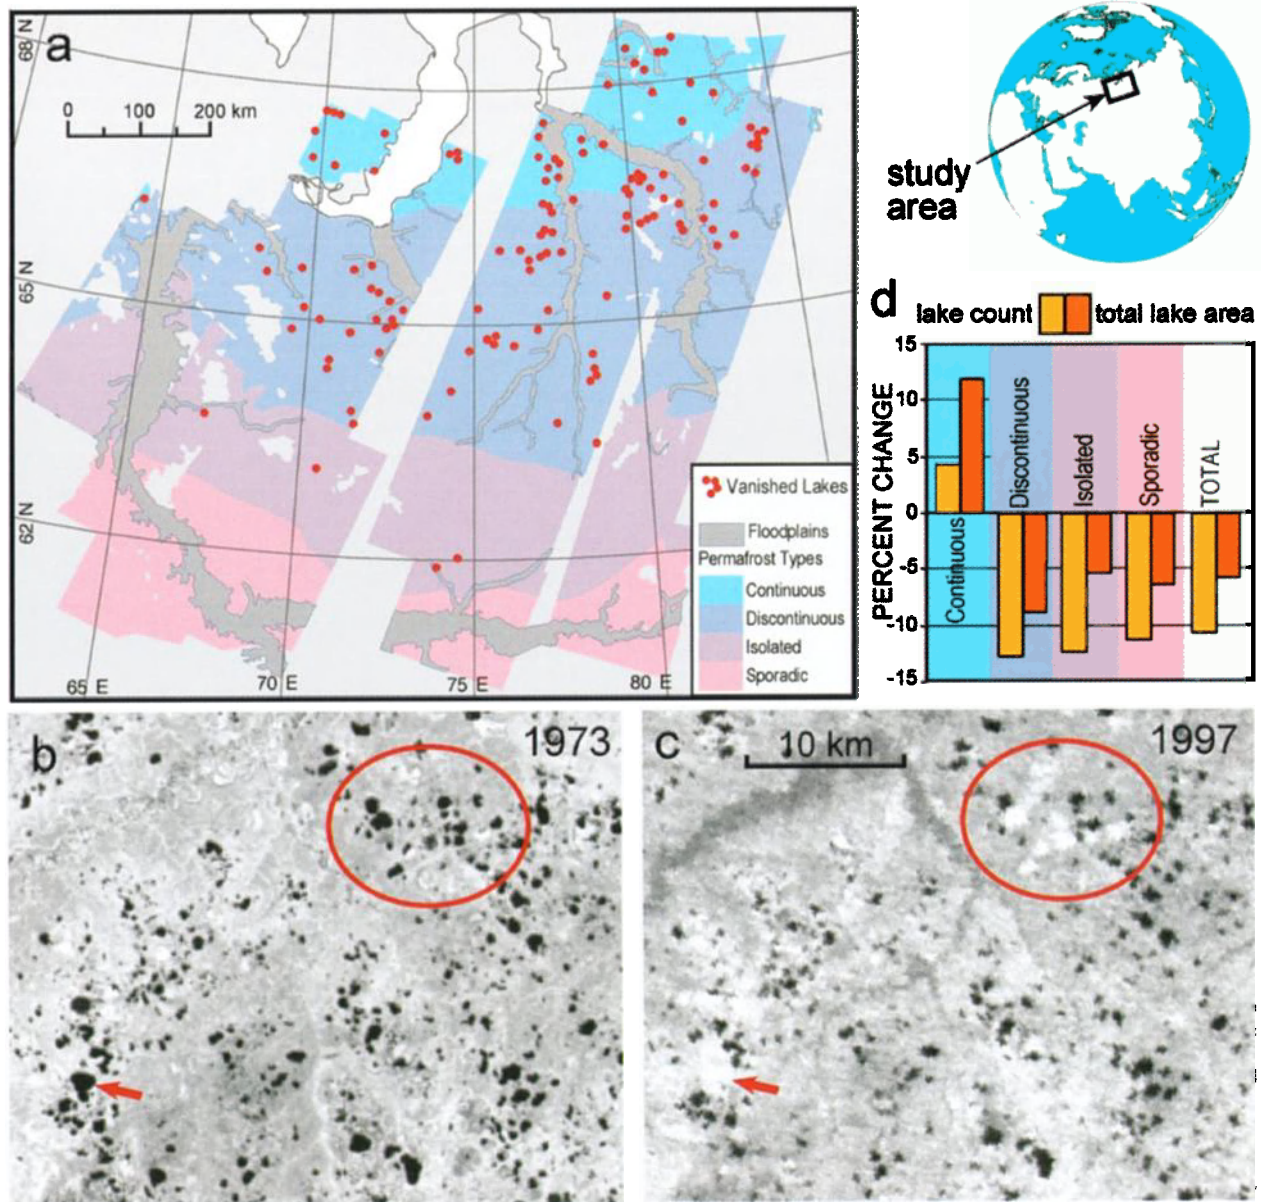 a
68 N
65 N
62 N
0 100 200 km
65 E
70 E
75 E
80 E
Vanished Lakes
Floodplains
Permafrost Types
Continuous
Discontinuous
Isolated
Sporadic
study
area
d
lake count
total lake area
PERCENT CHANGE
15
10
5
0
-5
-10
-15
Continuous
Discontinuous
Isolated
Sporadic
TOTAL
b
1973
c
10 km
1997